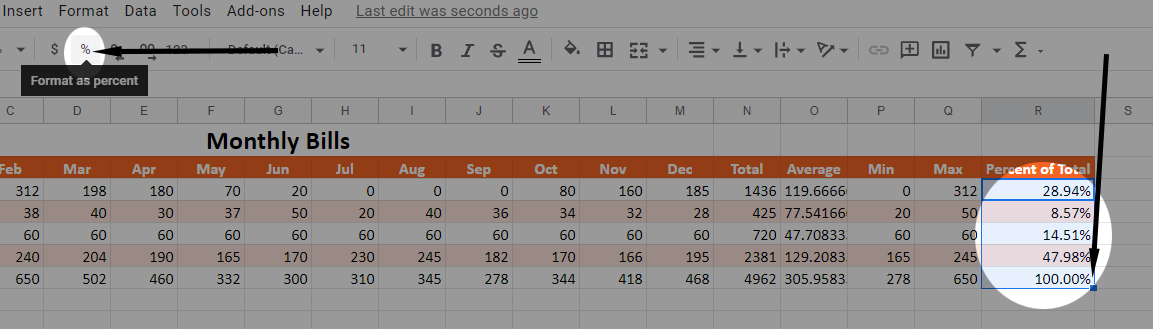 Insert Format Data Tools Add-ons Help Last edit was seconds ago
$ % 123 Default (Ca... 11 B I S A Σ
Format as percent
C D E F G H I J K L M N O P Q R S
Monthly Bills
Feb Mar Apr May Jun Jul Aug Sep Oct Nov Dec Total Average Min Max Percent of Total
312 198 180 70 20 0 0 0 80 160 185 1436 119.6666 0 312 28.94%
38 40 30 37 50 20 40 36 34 32 28 425 77.54166 20 50 8.57%
60 60 60 60 60 60 60 60 60 60 60 720 47.70833 60 60 14.51%
240 204 190 165 170 230 245 182 170 166 195 2381 129.2083 165 245 47.98%
650 502 460 332 300 310 345 278 344 418 468 4962 305.9583 278 650 100.00%